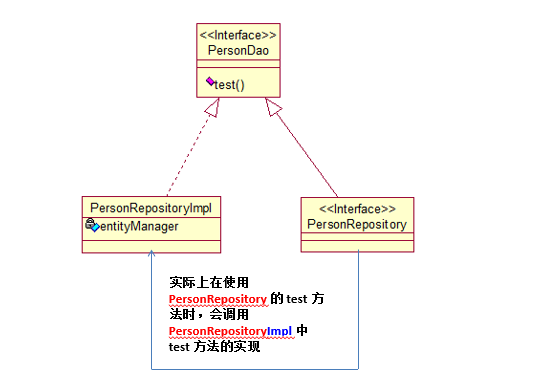 <<Interface>>
PersonDao
test()
PersonRepositoryImpl
entityManager
<<Interface>>
PersonRepository
实际上在使用
PersonRepository 的 test 方
法时，会调用
PersonRepositoryImpl 中
test 方法的实现